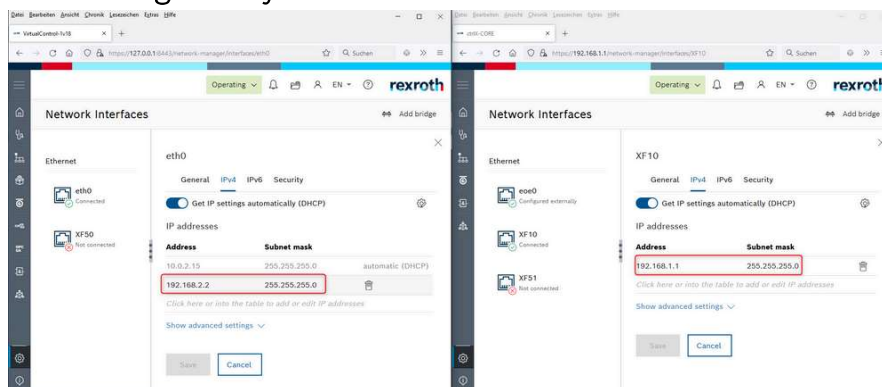 Datei Bearbeiten Ansicht Chronik Lesezeichen Extras Hilfe
VirtualControl-1v18
https://127.0.0.1:8443/network-manager/interfaces/eth0
Suchen
Operating
EN
rexroth
Network Interfaces
Add bridge
Ethernet
eth0
Connected
XF50
Not connected
eth0
General IPv4 IPv6 Security
Get IP settings automatically (DHCP)
IP addresses
Address Subnet mask
10.0.2.15 255.255.255.0 automatic (DHCP)
192.168.2.2 255.255.255.0
Click here or into the table to add or edit IP addresses
Show advanced settings
Save Cancel
Datei Bearbeiten Ansicht Chronik Lesezeichen Extras Hilfe
ctrlX-CORE
https://192.168.1.1/network-manager/interfaces/XF10
Suchen
Operating
EN
rexroth
Network Interfaces
Add bridge
Ethernet
eoe0
Configured externally
XF10
Connected
XF51
Not connected
XF10
General IPv4 IPv6 Security
Get IP settings automatically (DHCP)
IP addresses
Address Subnet mask
192.168.1.1 255.255.255.0
Click here or into the table to add or edit IP addresses
Show advanced settings
Save Cancel